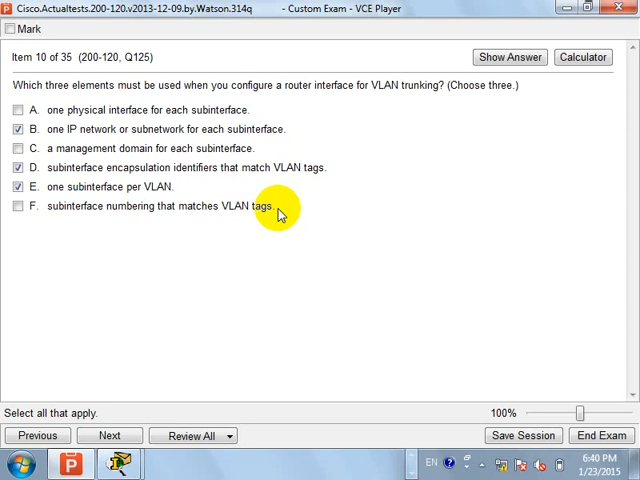 Cisco.Actualtests.200-120.v2013-12-09.by.Watson.314q - Custom Exam - VCE Player
Mark
Item 10 of 35 (200-120, Q125)
Show Answer
Calculator
Which three elements must be used when you configure a router interface for VLAN trunking? (Choose three.)
A. one physical interface for each subinterface.
B. one IP network or subnetwork for each subinterface.
C. a management domain for each subinterface.
D. subinterface encapsulation identifiers that match VLAN tags.
E. one subinterface per VLAN.
F. subinterface numbering that matches VLAN tags.
Select all that apply.
100%
Previous
Next
Review All
Save Session
End Exam
EN
6:40 PM
1/23/2015